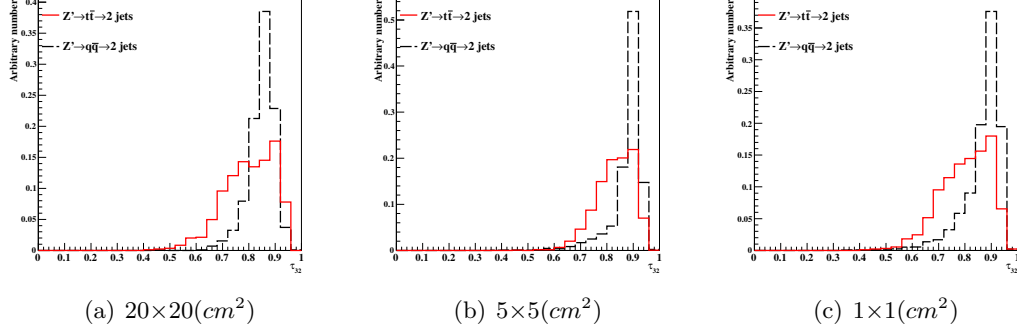 Arbitrary number
0.4
0.35
0.3
0.25
0.2
0.15
0.1
0.05
0
Z'→tt̄→2 jets
Z'→qq̄→2 jets
0 0.1 0.2 0.3 0.4 0.5 0.6 0.7 0.8 0.9 1
τ32
(a) 20×20(cm²)
Arbitrary number
0.5
0.4
0.3
0.2
0.1
0
Z'→tt̄→2 jets
Z'→qq̄→2 jets
0 0.1 0.2 0.3 0.4 0.5 0.6 0.7 0.8 0.9 1
τ32
(b) 5×5(cm²)
Arbitrary number
0.35
0.3
0.25
0.2
0.15
0.1
0.05
0
Z'→tt̄→2 jets
Z'→qq̄→2 jets
0 0.1 0.2 0.3 0.4 0.5 0.6 0.7 0.8 0.9 1
τ32
(c) 1×1(cm²)